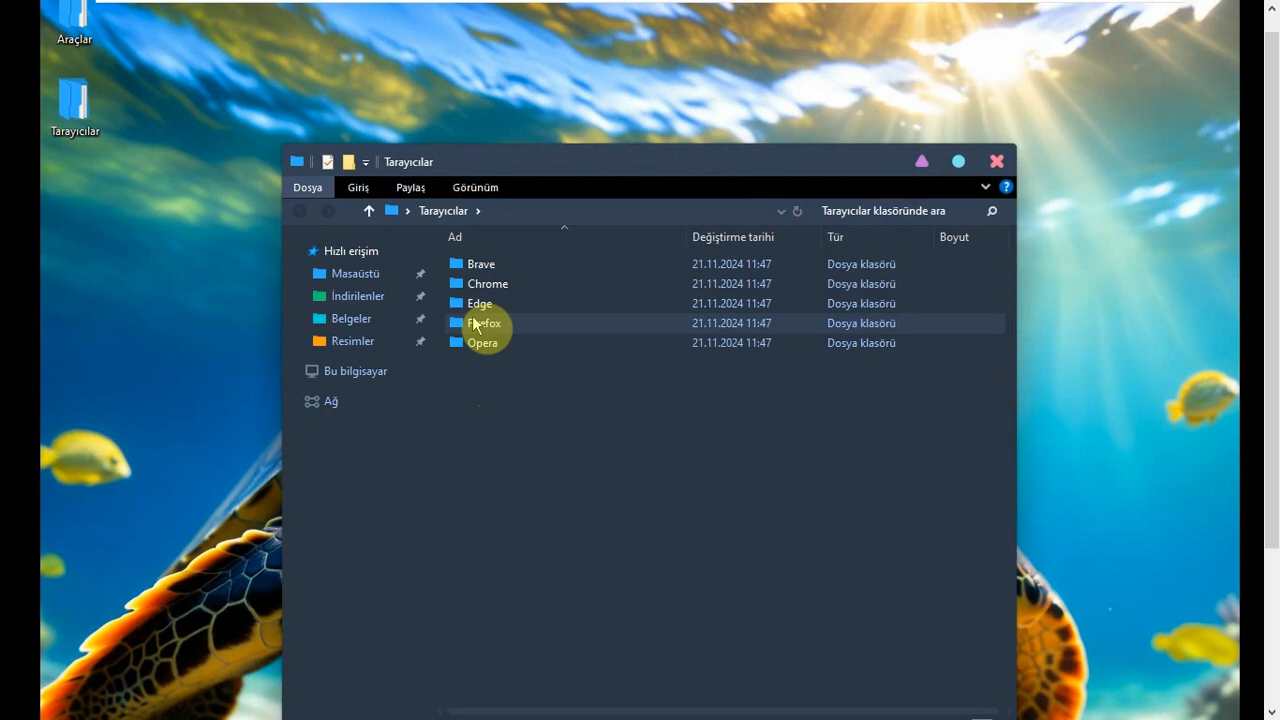 Araçlar
Tarayıcılar
Tarayıcılar
Dosya Giriş Paylaş Görünüm
Tarayıcılar
Tarayıcılar klasöründe ara
Ad Değiştirme tarihi Tür Boyut
Hızlı erişim
Masaüstü
İndirilenler
Belgeler
Resimler
Bu bilgisayar
Ağ
Brave 21.11.2024 11:47 Dosya klasörü
Chrome 21.11.2024 11:47 Dosya klasörü
Edge 21.11.2024 11:47 Dosya klasörü
Firefox 21.11.2024 11:47 Dosya klasörü
Opera 21.11.2024 11:47 Dosya klasörü